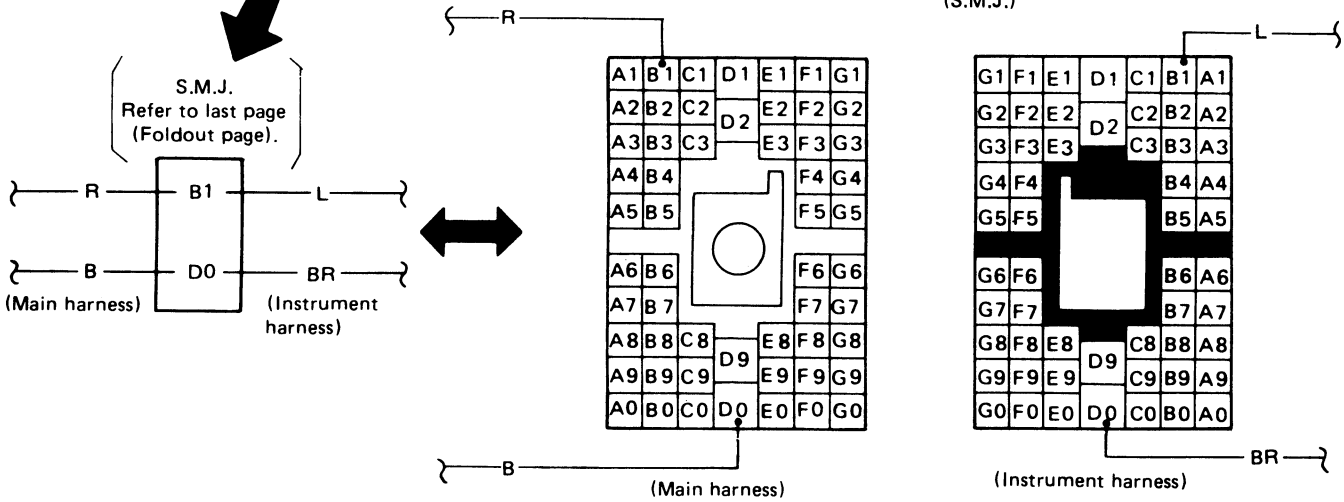 (S.M.J.)
R
L
S.M.J.
Refer to last page
(Foldout page).
R B1 L
B D0 BR
(Main harness) (Instrument
harness)
A1 B1 C1 D1 E1 F1 G1
A2 B2 C2 D2 E2 F2 G2
A3 B3 C3 E3 F3 G3
A4 B4 F4 G4
A5 B5 F5 G5
A6 B6 F6 G6
A7 B7 F7 G7
A8 B8 C8 E8 F8 G8
D9
A9 B9 C9 E9 F9 G9
A0 B0 C0 D0 E0 F0 G0
B
(Main harness)
G1 F1 E1 D1 C1 B1 A1
G2 F2 E2 D2 C2 B2 A2
G3 F3 E3 C3 B3 A3
G4 F4 B4 A4
G5 F5 B5 A5
G6 F6 B6 A6
G7 F7 B7 A7
G8 F8 E8 C8 B8 A8
D9
G9 F9 E9 C9 B9 A9
G0 F0 E0 D0 C0 B0 A0
BR
(Instrument harness)